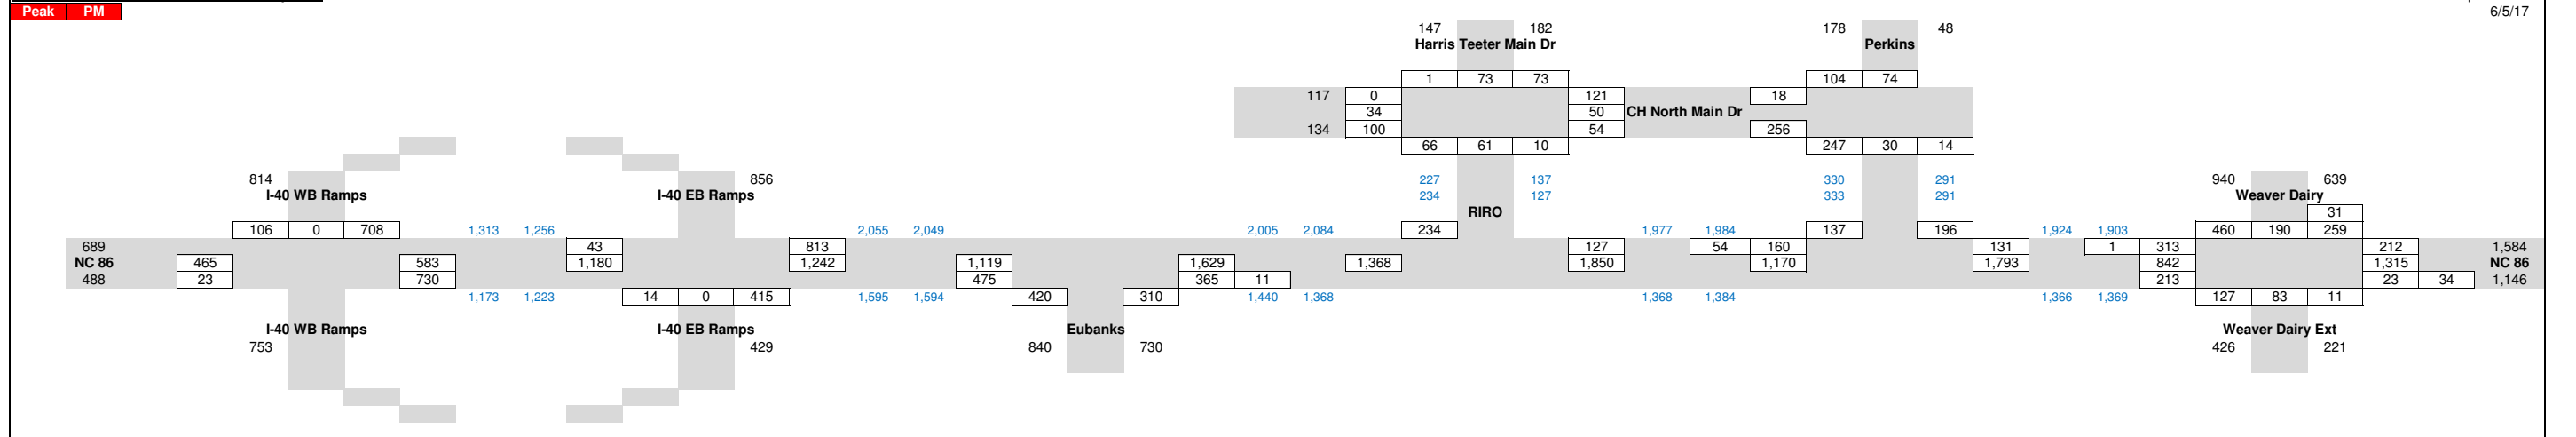 Peak PM
6/5/17
147 182 178 48
Harris Teeter Main Dr Perkins
1 73 73 104 74
117 0 121 18
34 50 CH North Main Dr
134 100 54 256
66 61 10 247 30 14
814 856 227 137 330 291 940 639
I-40 WB Ramps I-40 EB Ramps 234 127 333 291 Weaver Dairy
RIRO 31
106 0 708 1,313 1,256 2,055 2,049 2,005 2,084 234 1,977 1,984 137 196 1,924 1,903 460 190 259
689 43 813 127 54 160 131 1 313 212 1,584
NC 86 465 583 1,180 1,242 1,119 1,629 1,368 1,850 1,170 1,793 842 1,315 NC 86
488 23 730 475 365 11 213 23 34 1,146
1,173 1,223 14 0 415 1,595 1,594 420 310 1,440 1,368 1,368 1,384 1,366 1,369 127 83 11
I-40 WB Ramps I-40 EB Ramps Eubanks Weaver Dairy Ext
753 429 840 730 426 221